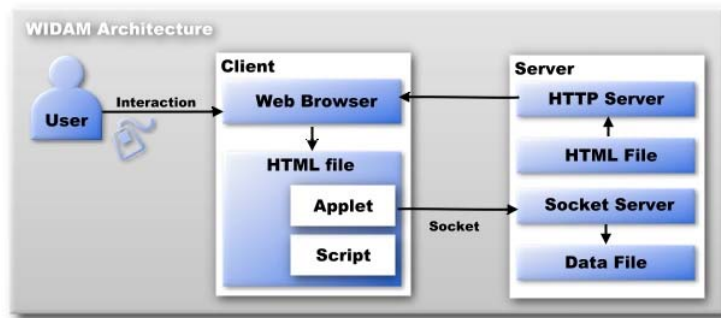 WIDAM Architecture
User
Interaction
Client
Web Browser
HTML file
Applet
Script
Socket
Server
HTTP Server
HTML File
Socket Server
Data File